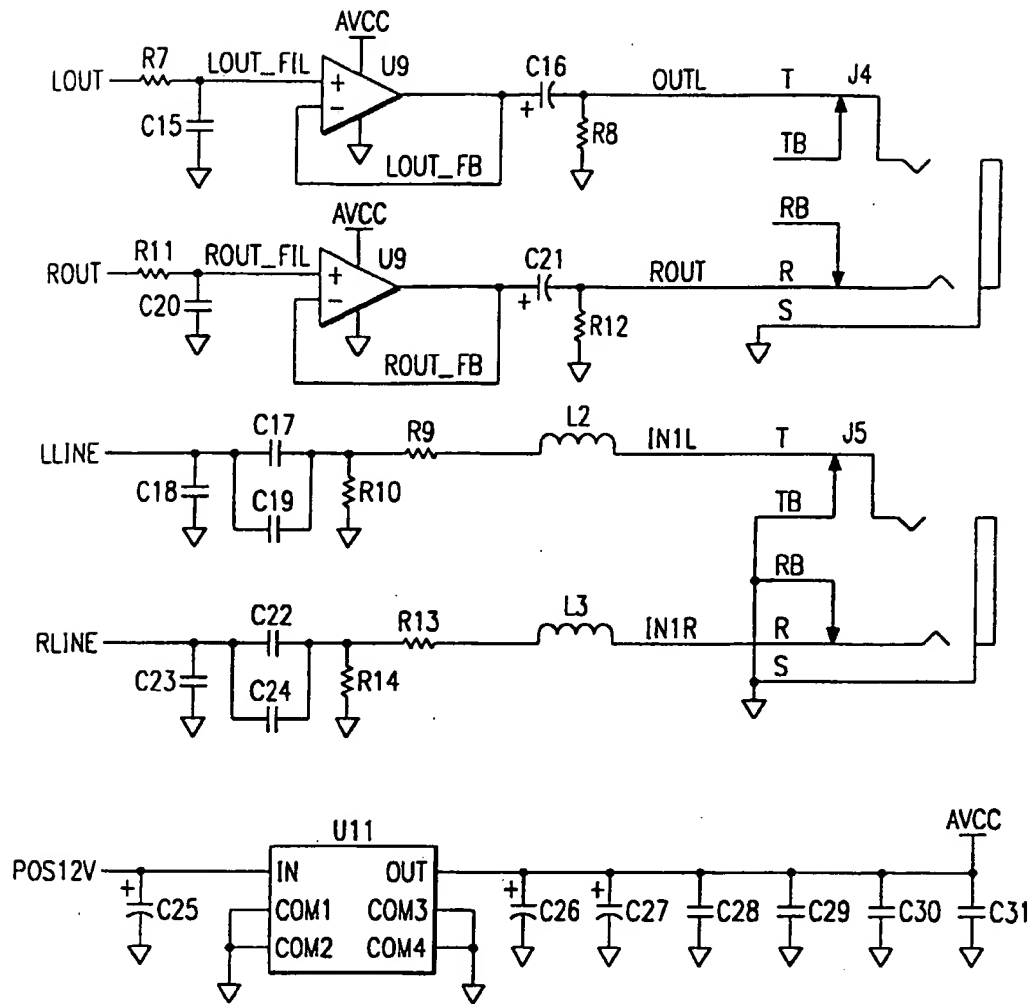 AVCC
R7 LOUT_FIL U9 C16 OUTL T J4
LOUT + − +
C15 R8 TB
LOUT_FB
AVCC RB
R11 ROUT_FIL U9 C21 ROUT R
ROUT + − +
C20 R12 S
ROUT_FB
C17 R9 L2 IN1L T J5
LLINE
C18 C19 R10 TB
RB
C22 R13 L3 IN1R R
RLINE
C23 C24 R14 S
U11 AVCC
POS12V IN OUT
+ C25 COM1 COM3 + C26 + C27 C28 C29 C30 C31
COM2 COM4